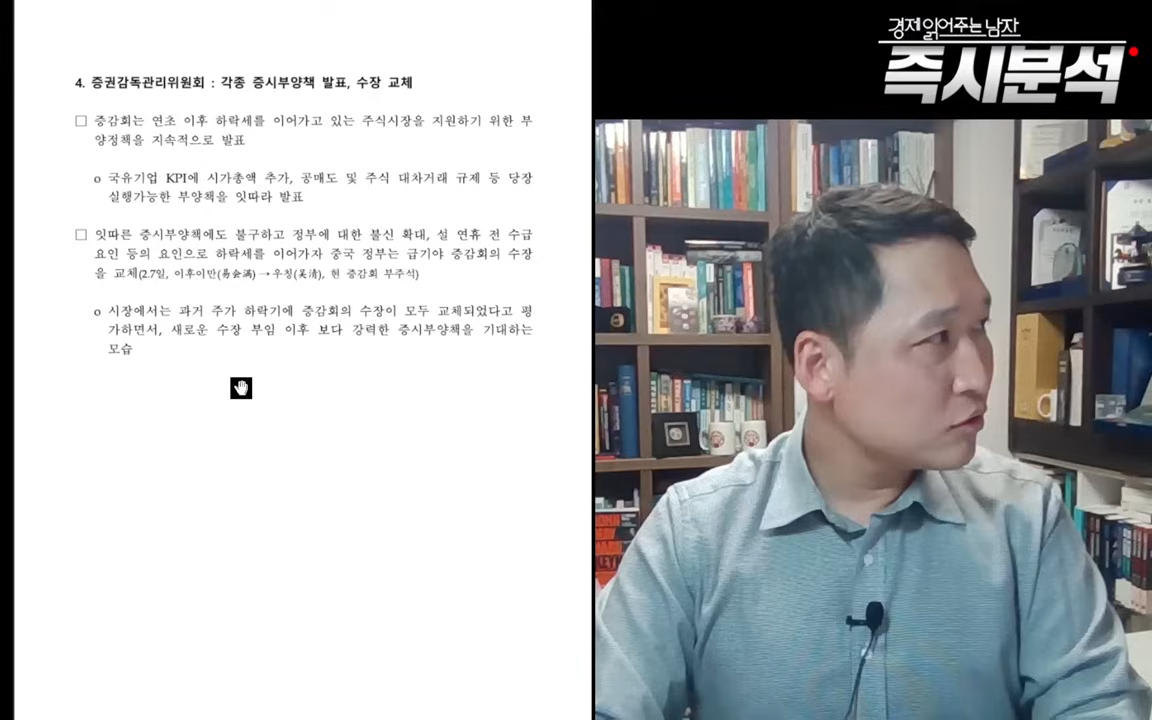 4. 증권감독관리위원회 : 각종 증시부양책 발표, 수장 교체
□ 증감회는 연초 이후 하락세를 이어가고 있는 주식시장을 지원하기 위한 부
양정책을 지속적으로 발표
o 국유기업 KPI에 시가총액 추가, 공매도 및 주식 대차거래 규제 등 당장
실행가능한 부양책을 잇따라 발표
□ 잇따른 증시부양책에도 불구하고 정부에 대한 불신 확대, 설 연휴 전 수급
요인 등의 요인으로 하락세를 이어가자 중국 정부는 급기야 증감회의 수장
을 교체(2.7일, 이후이만(易会满) → 우칭(吴清), 현 증감회 부주석)
o 시장에서는 과거 주가 하락기에 증감회의 수장이 모두 교체되었다고 평
가하면서, 새로운 수장 부임 이후 보다 강력한 증시부양책을 기대하는
모습
경제 읽어주는 남자
즉시분석